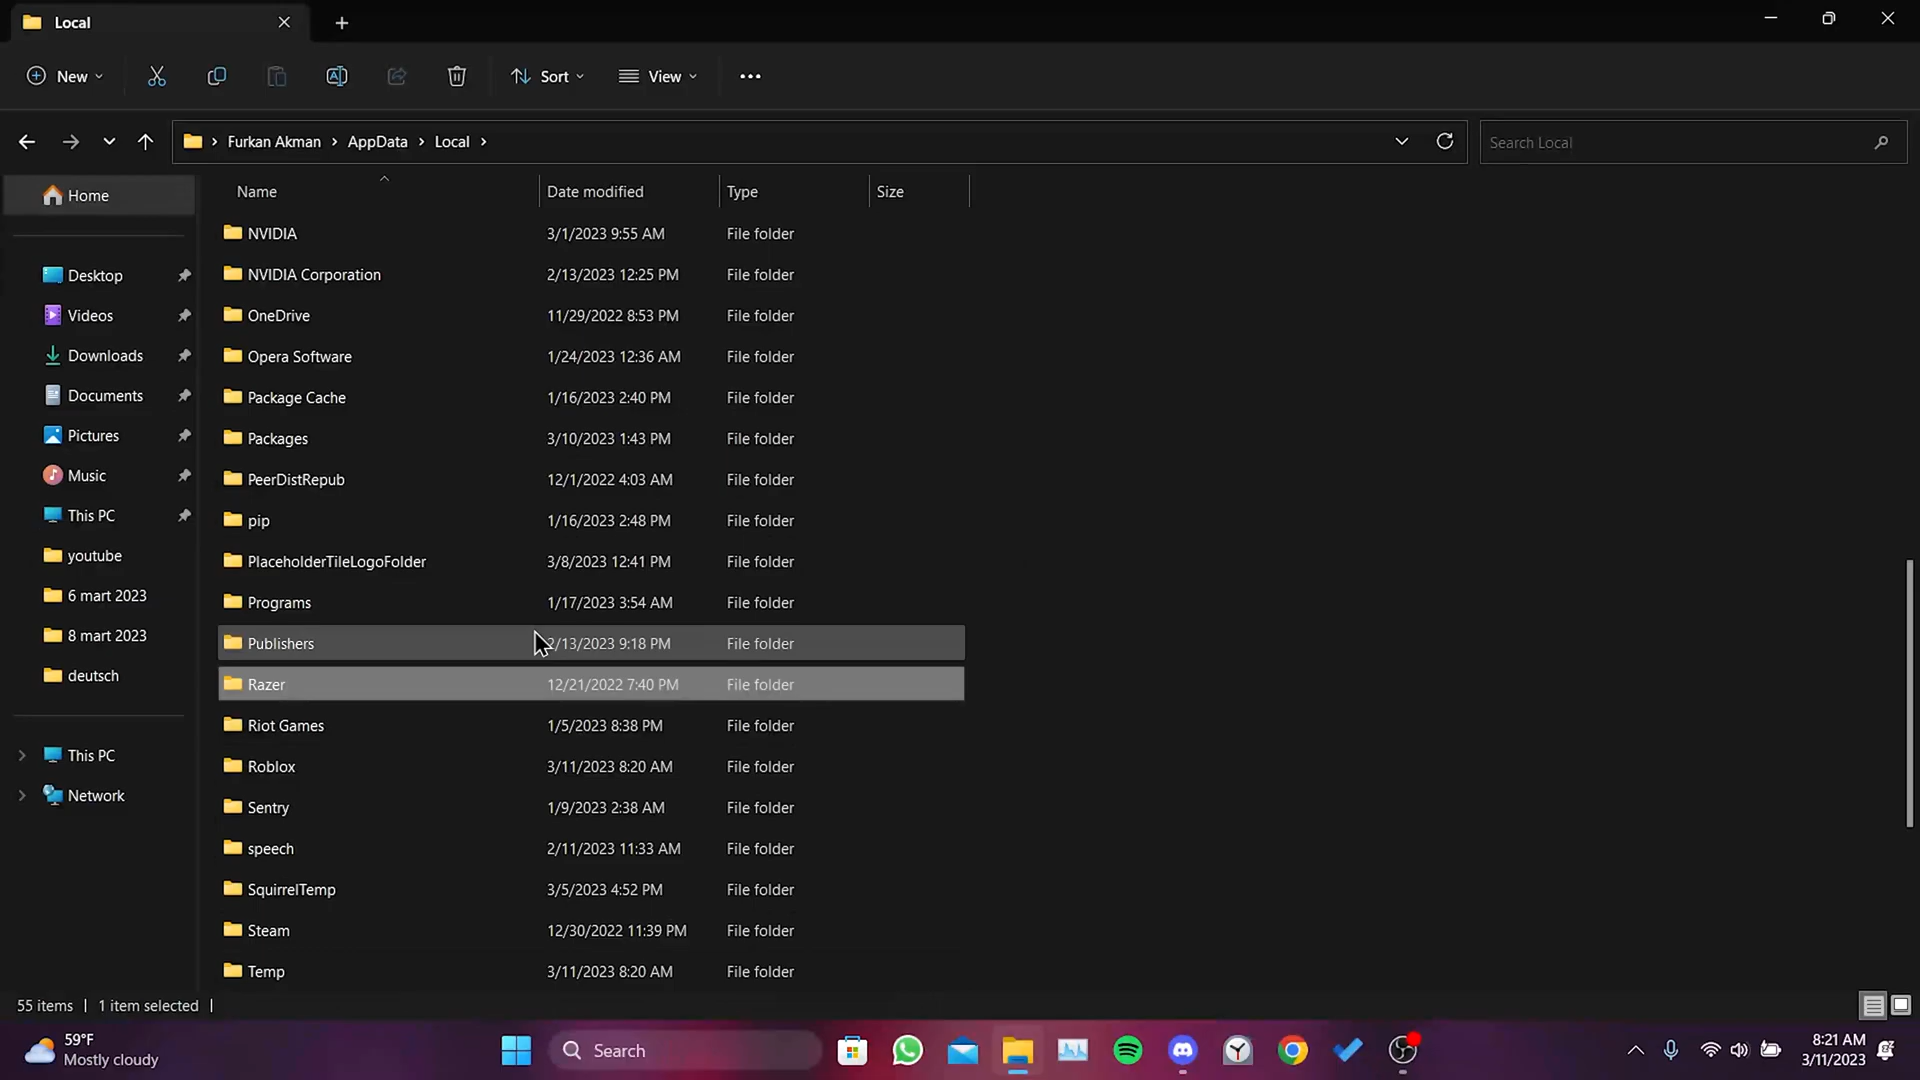 Local
New
Sort
View
Furkan Akman
AppData
Local
Search Local
Home
Desktop
Videos
Downloads
Documents
Pictures
Music
This PC
youtube
6 mart 2023
8 mart 2023
deutsch
This PC
Network
Name Date modified Type Size
NVIDIA 3/1/2023 9:55 AM File folder
NVIDIA Corporation 2/13/2023 12:25 PM File folder
OneDrive 11/29/2022 8:53 PM File folder
Opera Software 1/24/2023 12:36 AM File folder
Package Cache 1/16/2023 2:40 PM File folder
Packages 3/10/2023 1:43 PM File folder
PeerDistRepub 12/1/2022 4:03 AM File folder
pip 1/16/2023 2:48 PM File folder
PlaceholderTileLogoFolder 3/8/2023 12:41 PM File folder
Programs 1/17/2023 3:54 AM File folder
Publishers 2/13/2023 9:18 PM File folder
Razer 12/21/2022 7:40 PM File folder
Riot Games 1/5/2023 8:38 PM File folder
Roblox 3/11/2023 8:20 AM File folder
Sentry 1/9/2023 2:38 AM File folder
speech 2/11/2023 11:33 AM File folder
SquirrelTemp 3/5/2023 4:52 PM File folder
Steam 12/30/2022 11:39 PM File folder
Temp 3/11/2023 8:20 AM File folder
55 items
1 item selected
59°F
Mostly cloudy
Search
8:21 AM
3/11/2023